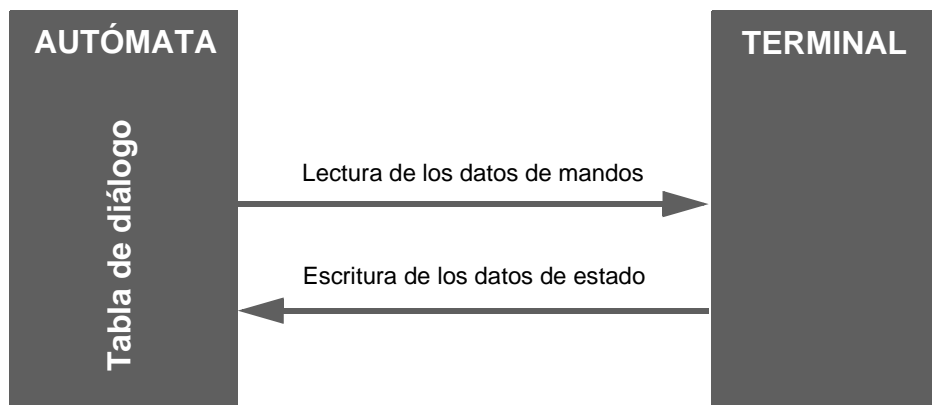 AUTÓMATA
TERMINAL
Tabla de diálogo
Lectura de los datos de mandos
Escritura de los datos de estado